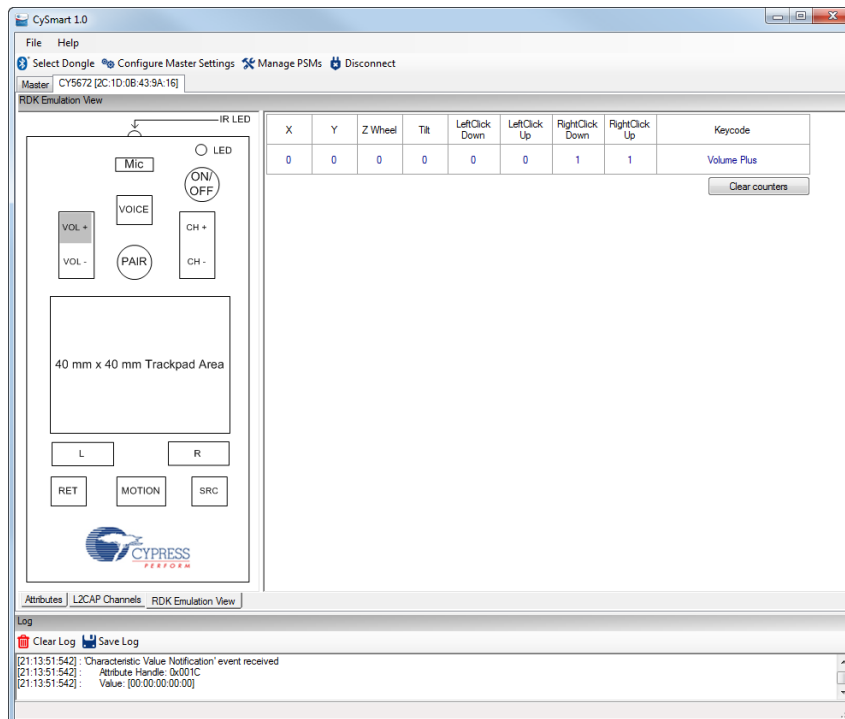 CySmart 1.0
File Help
Select Dongle Configure Master Settings Manage PSMs Disconnect
Master CY5672 [2C:1D:0B:43:9A:16]
RDK Emulation View
IR LED
LED
Mic
ON/
OFF
VOICE
VOL + CH +
VOL - PAIR CH -
40 mm x 40 mm Trackpad Area
L R
RET MOTION SRC
CYPRESS
PERFORM
X Y Z Wheel Tilt LeftClick Down LeftClick Up RightClick Down RightClick Up Keycode
0 0 0 0 0 0 1 1 Volume Plus
Clear counters
Attributes L2CAP Channels RDK Emulation View
Log
Clear Log Save Log
[21:13:51:542] : 'Characteristic Value Notification' event received
[21:13:51:542] : Attribute Handle: 0x001C
[21:13:51:542] : Value: [00:00:00:00:00]